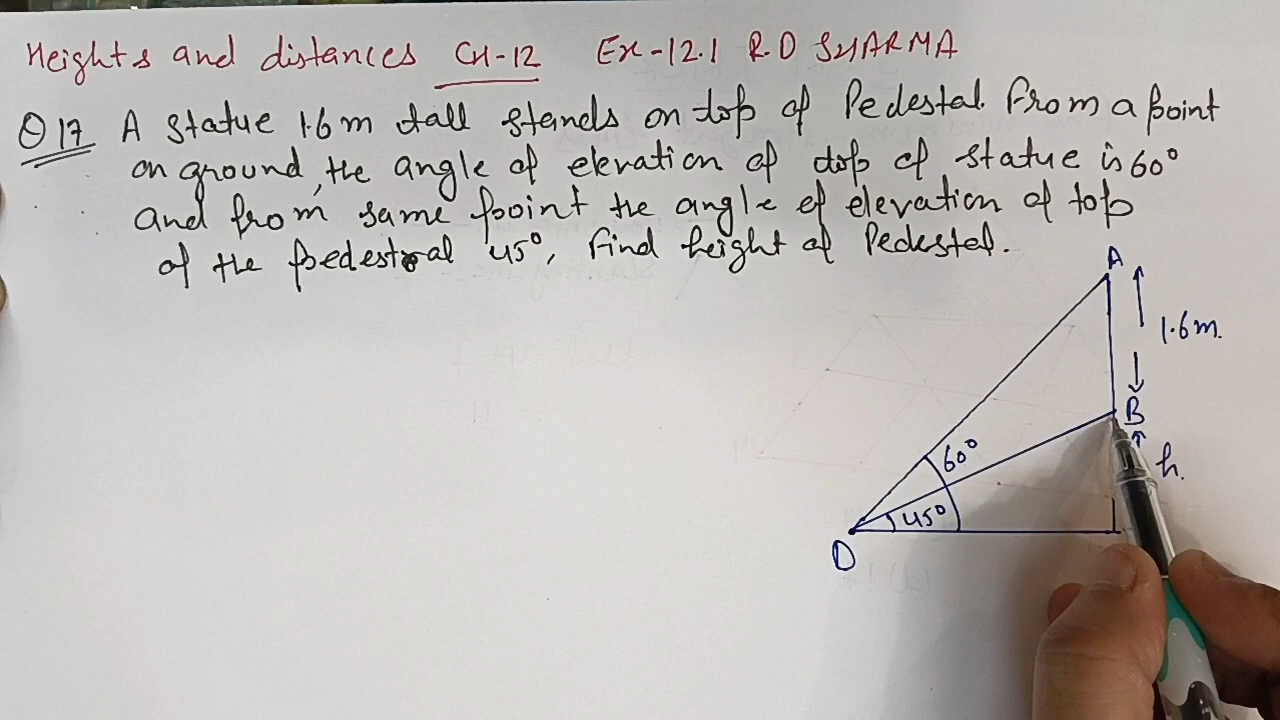 Heights and distances CH-12 Ex-12.1 R.D SHARMA
Q17 A statue 1.6m tall stands on top of Pedestal. From a point
on ground, the angle of elevation of top of statue is 60°
and from same point the angle of elevation of top
of the pedestral 45°, find height of Pedestal.
A
1.6m.
B
h.
60°
45°
D